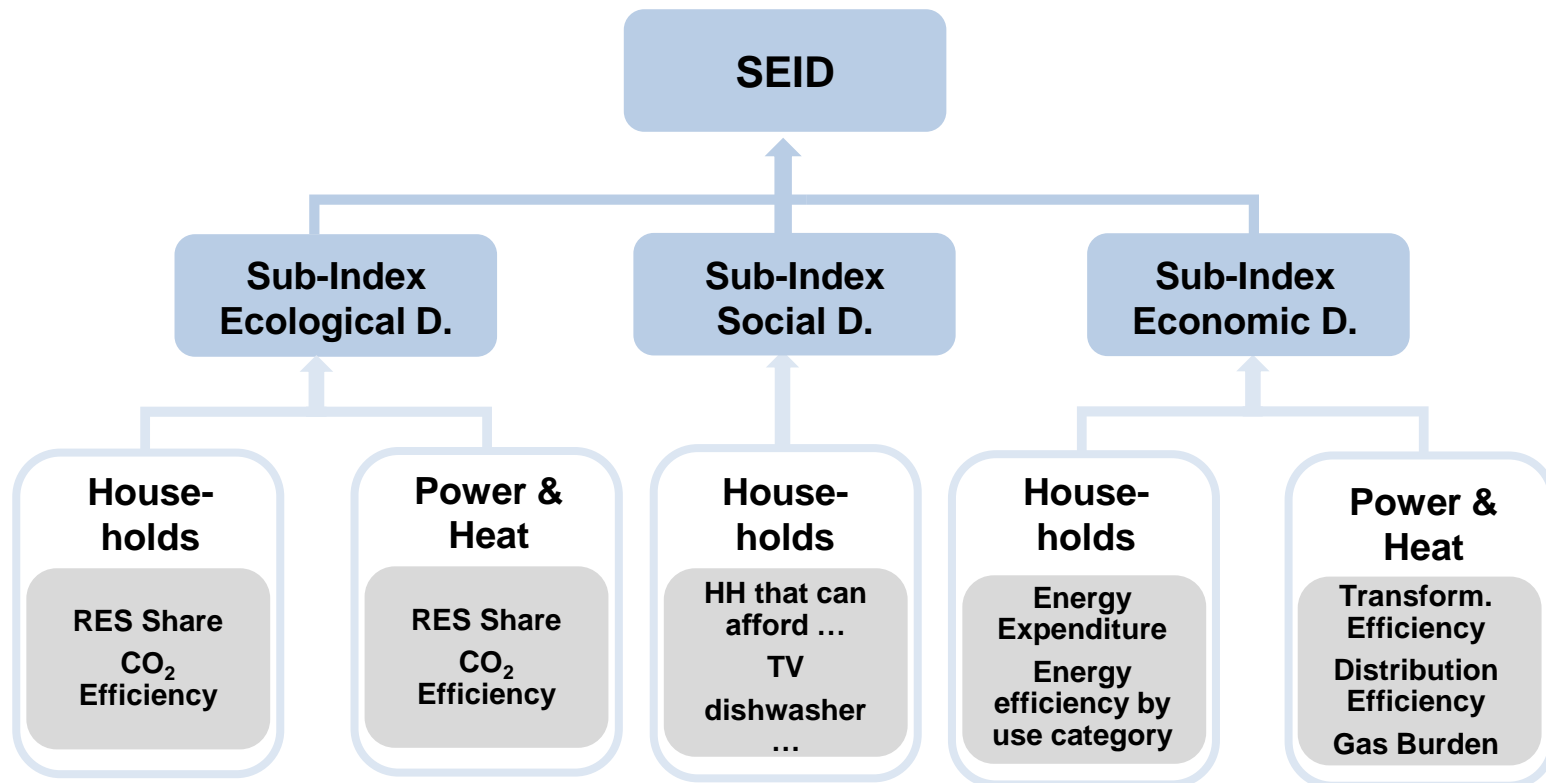 SEID
Sub-Index
Ecological D.
Sub-Index
Social D.
Sub-Index
Economic D.
House-
holds
RES Share
CO₂
Efficiency
Power &
Heat
RES Share
CO₂
Efficiency
House-
holds
HH that can
afford …
TV
dishwasher
…
House-
holds
Energy
Expenditure
Energy
efficiency by
use category
Power &
Heat
Transform.
Efficiency
Distribution
Efficiency
Gas Burden